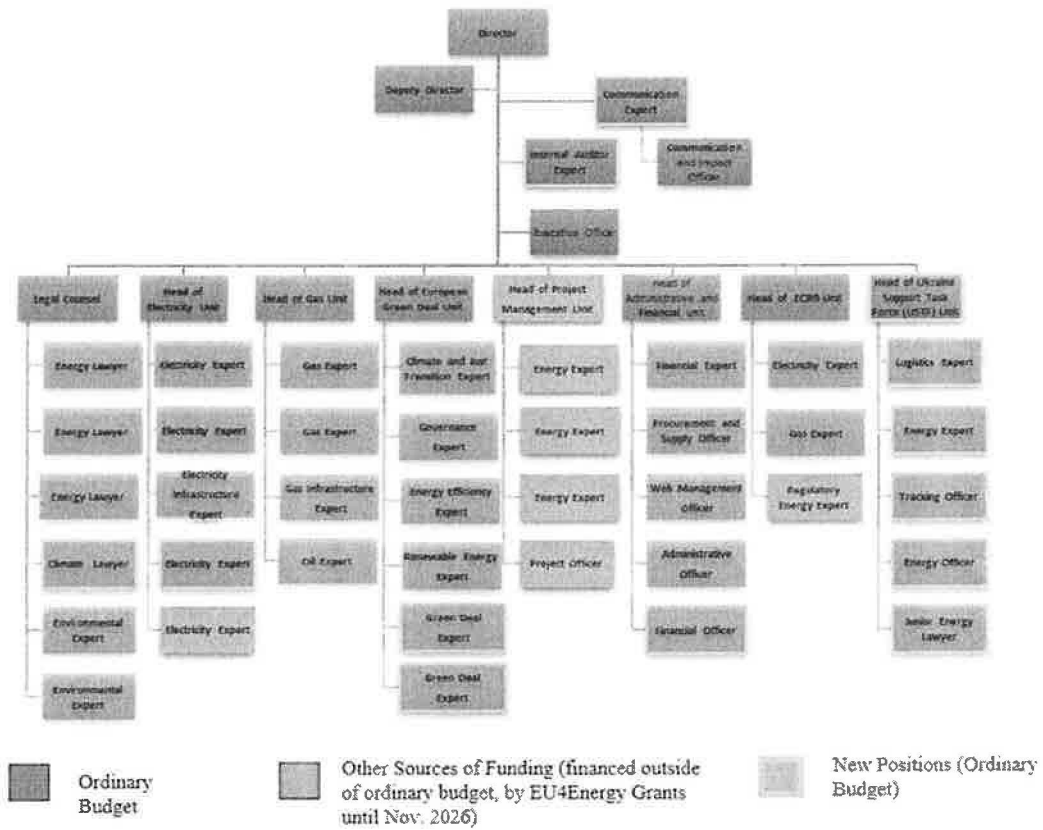 Director
Deputy Director
Communication
Expert
Internal Auditor
Expert
Communication
and Impact
Officer
Executive Officer
Legal Counsel
Head of
Electricity Unit
Head of Gas Unit
Head of European
Green Deal Unit
Head of Project
Management Unit
Head of
Administrative and
Financial unit
Head of ECRB Unit
Head of Ukraine
Support Task
Force (USTF) Unit
Energy Lawyer
Energy Lawyer
Energy Lawyer
Climate Lawyer
Environmental
Expert
Environmental
Expert
Electricity Expert
Electricity Expert
Electricity
Infrastructure
Expert
Electricity Expert
Electricity Expert
Gas Expert
Gas Expert
Gas Infrastructure
Expert
Oil Expert
Climate and Just
Transition Expert
Governance
Expert
Energy Efficiency
Expert
Renewable Energy
Expert
Green Deal
Expert
Green Deal
Expert
Energy Expert
Energy Expert
Energy Expert
Project Officer
Financial Expert
Procurement and
Supply Officer
Web Management
Officer
Administrative
Officer
Financial Officer
Electricity Expert
Gas Expert
Regulatory
Energy Expert
Logistics Expert
Energy Expert
Tracking Officer
Energy Officer
Junior Energy
Lawyer
Ordinary
Budget
Other Sources of Funding (financed outside
of ordinary budget, by EU4Energy Grants
until Nov. 2026)
New Positions (Ordinary
Budget)